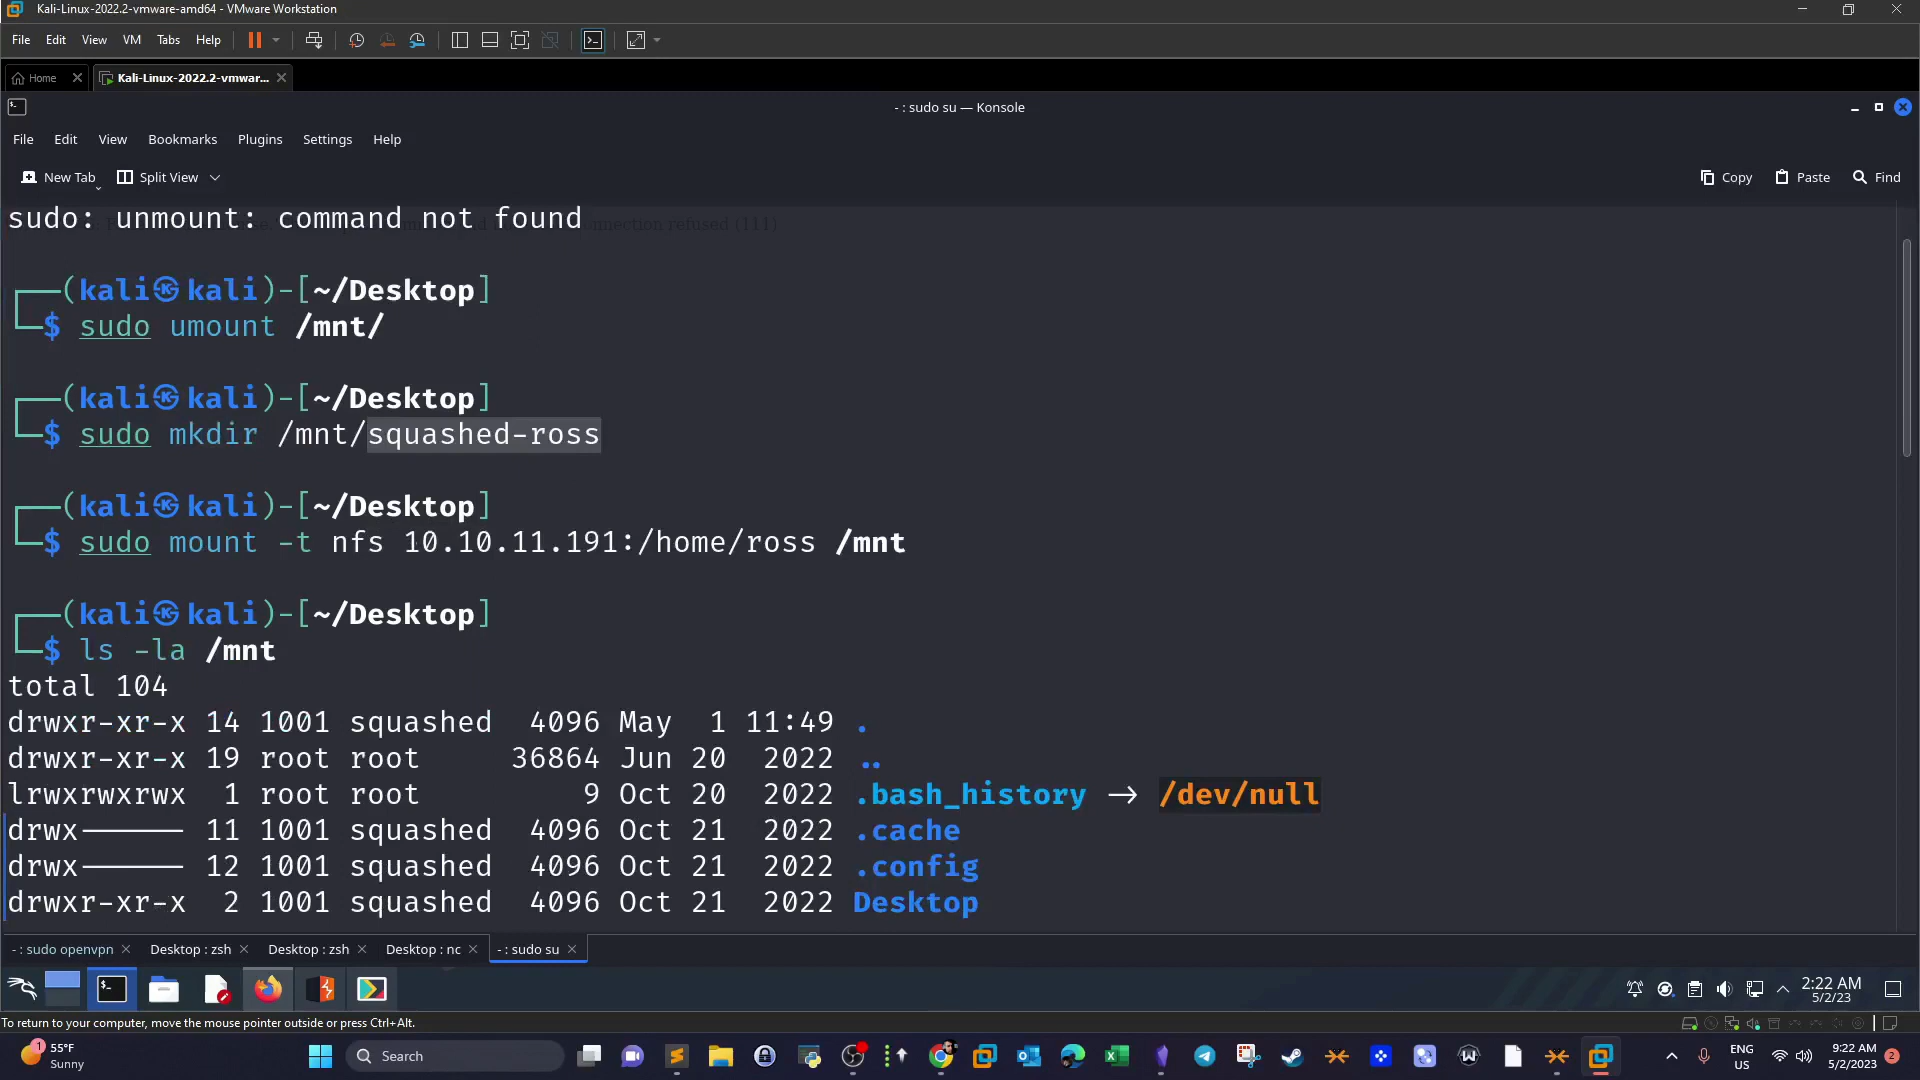 Kali-Linux-2022.2-vmware-amd64 - VMware Workstation
File Edit View VM Tabs Help
Home Kali-Linux-2022.2-vmwar...
- : sudo su — Konsole
File Edit View Bookmarks Plugins Settings Help
New Tab Split View Copy Paste Find
sudo: unmount: command not found
connection refused (111)
┌──(kali㉿kali)-[~/Desktop]
└─$ sudo umount /mnt/
┌──(kali㉿kali)-[~/Desktop]
└─$ sudo mkdir /mnt/squashed-ross
┌──(kali㉿kali)-[~/Desktop]
└─$ sudo mount -t nfs 10.10.11.191:/home/ross /mnt
┌──(kali㉿kali)-[~/Desktop]
└─$ ls -la /mnt
total 104
drwxr-xr-x 14 1001 squashed 4096 May 1 11:49 .
drwxr-xr-x 19 root root 36864 Jun 20 2022 ..
lrwxrwxrwx 1 root root 9 Oct 20 2022 .bash_history → /dev/null
drwx------ 11 1001 squashed 4096 Oct 21 2022 .cache
drwx------ 12 1001 squashed 4096 Oct 21 2022 .config
drwxr-xr-x 2 1001 squashed 4096 Oct 21 2022 Desktop
- : sudo openvpn Desktop : zsh Desktop : zsh Desktop : nc - : sudo su
2:22 AM
5/2/23
To return to your computer, move the mouse pointer outside or press Ctrl+Alt.
1 55°F
Sunny
Search
ENG
US
9:22 AM
5/2/2023
2